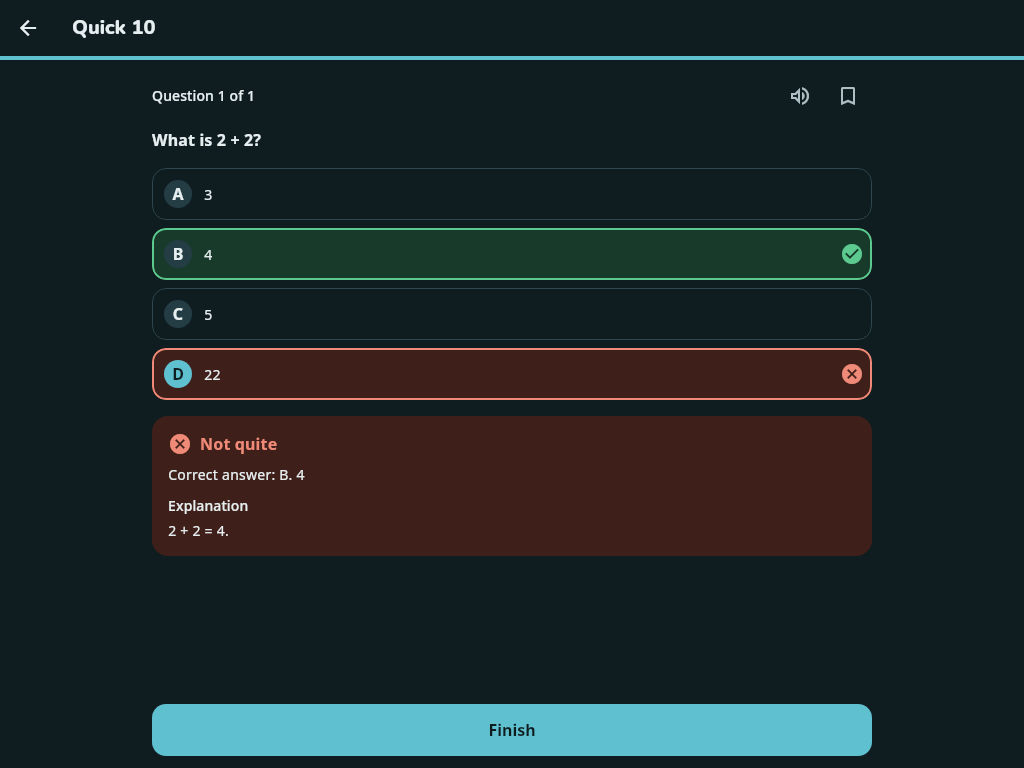 Quick 10
Question 1 of 1
What is 2 + 2?
A 3
B 4
C 5
D 22
Not quite
Correct answer: B. 4
Explanation
2 + 2 = 4.
Finish